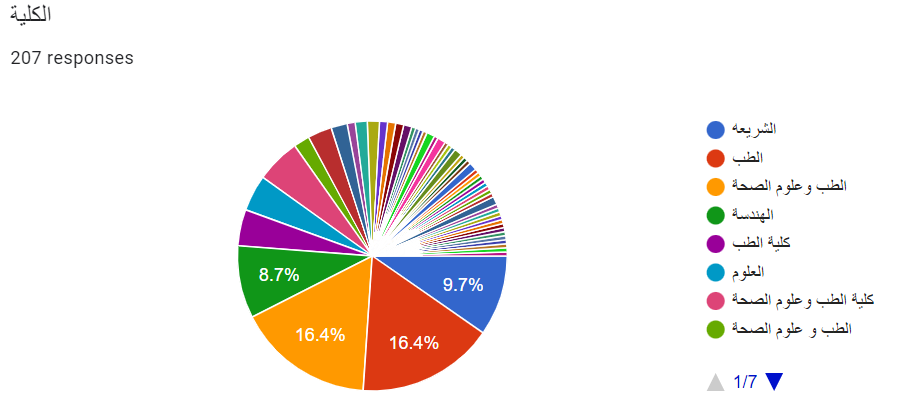 الكلية
207 responses
الشريعه
الطب
الطب وعلوم الصحة
الهندسة
كلية الطب
العلوم
كلية الطب وعلوم الصحة
الطب و علوم الصحة
9.7%
16.4%
16.4%
8.7%
1/7